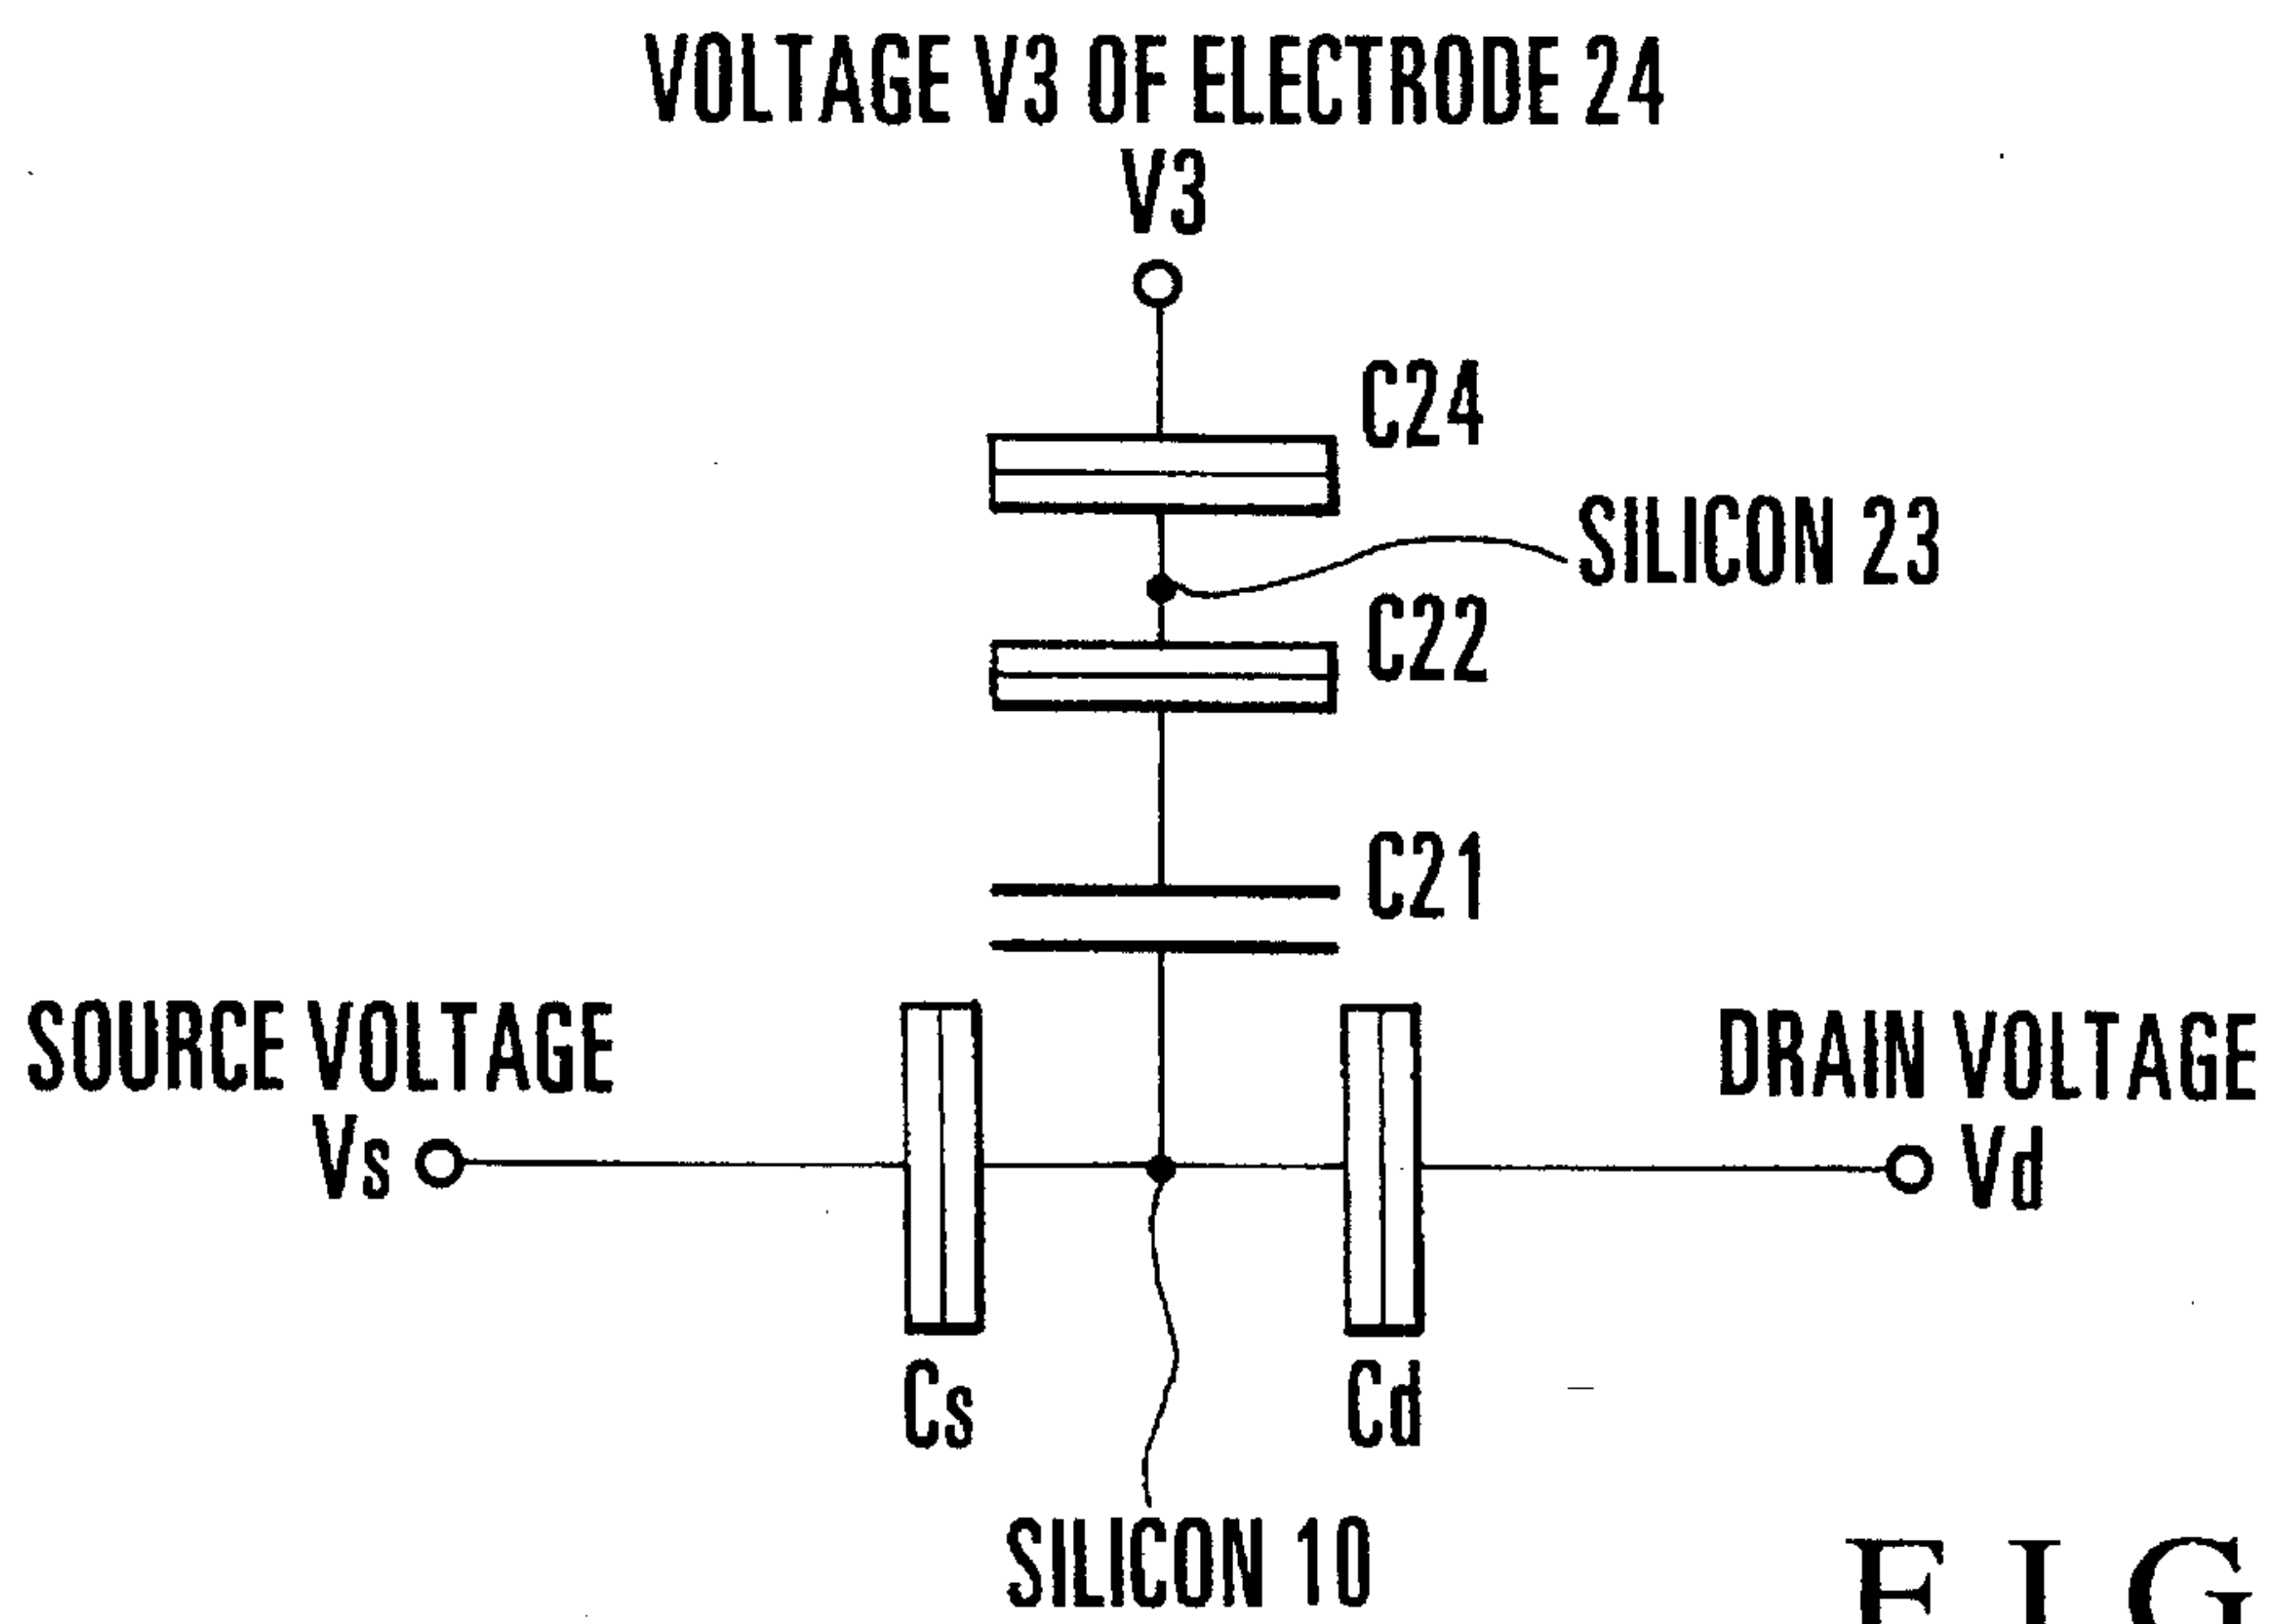 VOLTAGE V3 OF ELECTRODE 24
V3
C24
SILICON 23
C22
C21
SOURCE VOLTAGE
Vs
DRAIN VOLTAGE
Vd
Cs
Cd
SILICON 10
FIG